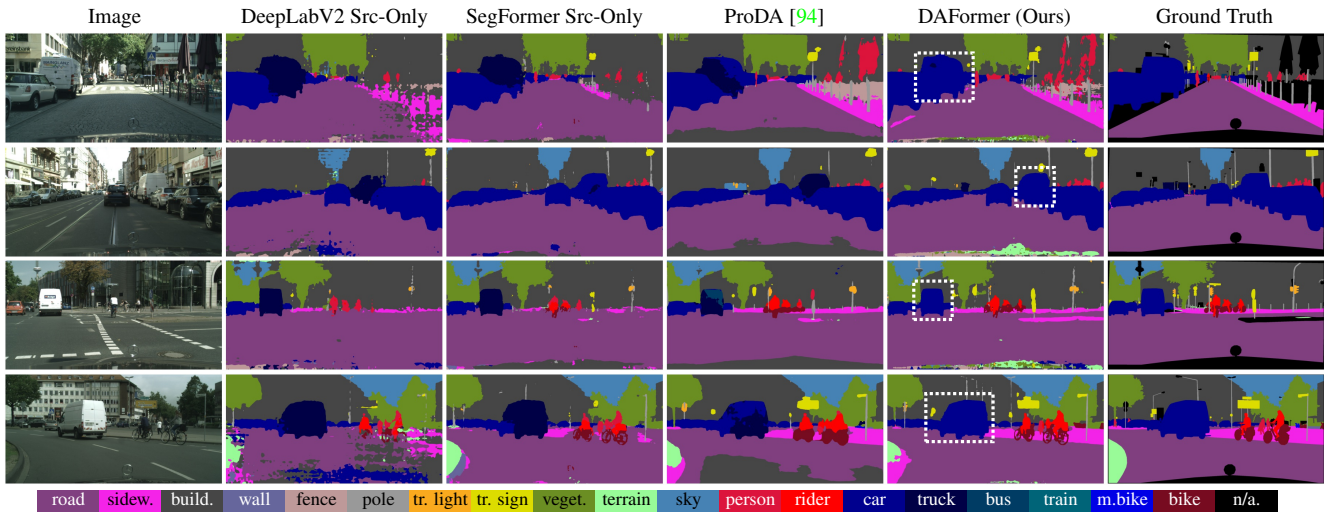 Image DeepLabV2 Src-Only SegFormer Src-Only ProDA [94] DAFormer (Ours) Ground Truth
road sidew. build. wall fence pole tr. light tr. sign veget. terrain sky person rider car truck bus train m.bike bike n/a.